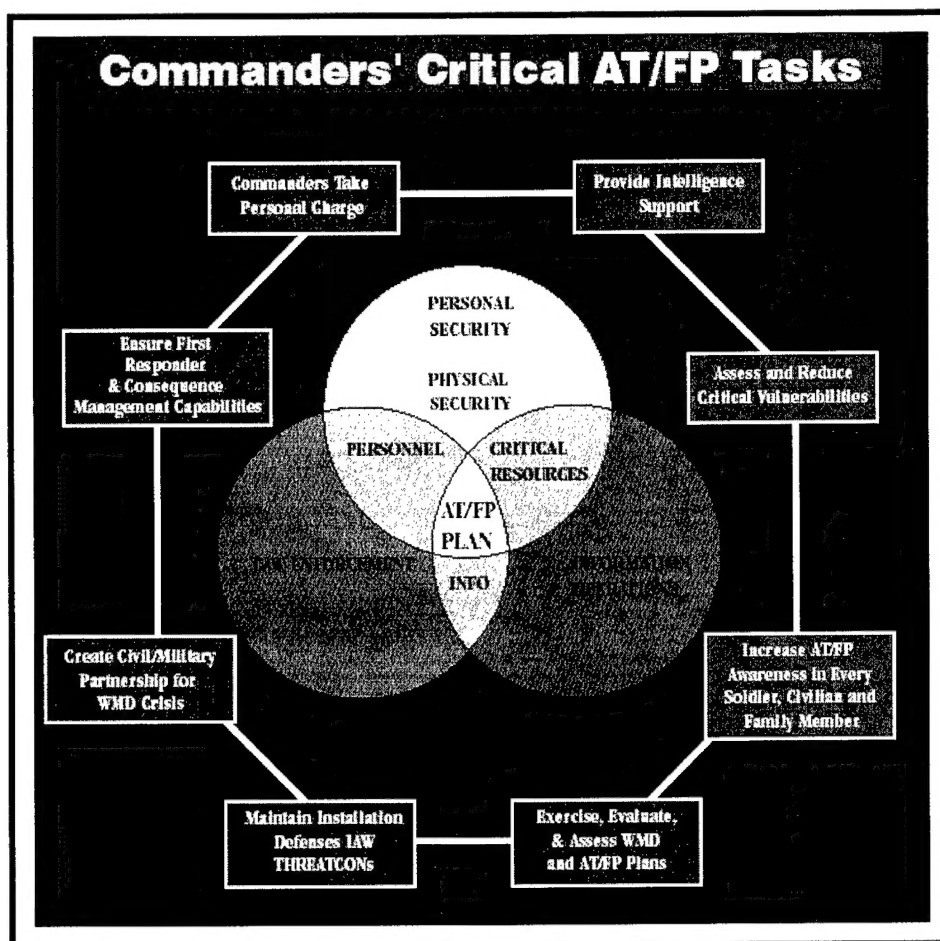 Commanders' Critical AT/FP Tasks
Commanders Take
Personal Charge
Provide Intelligence
Support
PERSONAL
SECURITY
PHYSICAL
SECURITY
Ensure First
Responder
& Consequence
Management Capabilities
Assess and Reduce
Critical Vulnerabilities
PERSONNEL
CRITICAL
RESOURCES
AT/FP
PLAN
LAW ENFORCEMENT
INFORMATION
INFO
Create Civil/Military
Partnership for
WMD Crisis
Increase AT/FP
Awareness in Every
Soldier, Civilian and
Family Member
Maintain Installation
Defenses IAW
THREATCONs
Exercise, Evaluate,
& Assess WMD
and AT/FP Plans